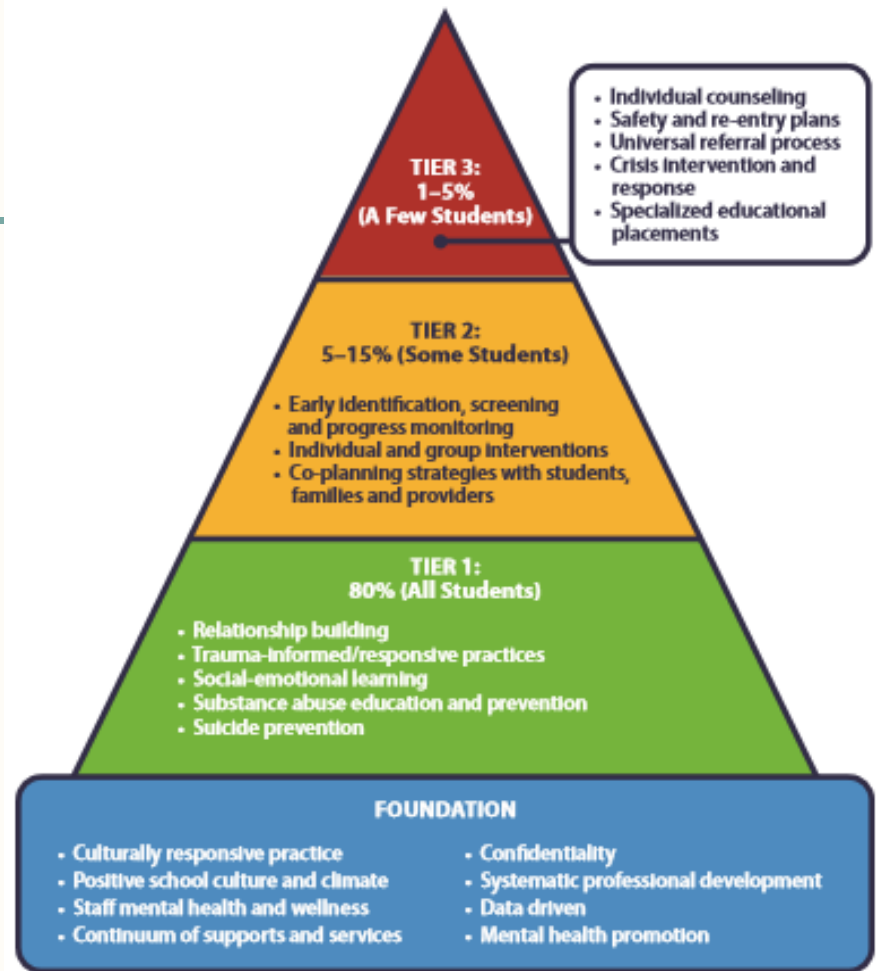 TIER 3:
1–5%
(A Few Students)
• Individual counseling
• Safety and re-entry plans
• Universal referral process
• Crisis intervention and
response
• Specialized educational
placements
TIER 2:
5–15% (Some Students)
• Early identification, screening
and progress monitoring
• Individual and group interventions
• Co-planning strategies with students,
families and providers
TIER 1:
80% (All Students)
• Relationship building
• Trauma-informed/responsive practices
• Social-emotional learning
• Substance abuse education and prevention
• Suicide prevention
FOUNDATION
• Culturally responsive practice
• Positive school culture and climate
• Staff mental health and wellness
• Continuum of supports and services
• Confidentiality
• Systematic professional development
• Data driven
• Mental health promotion